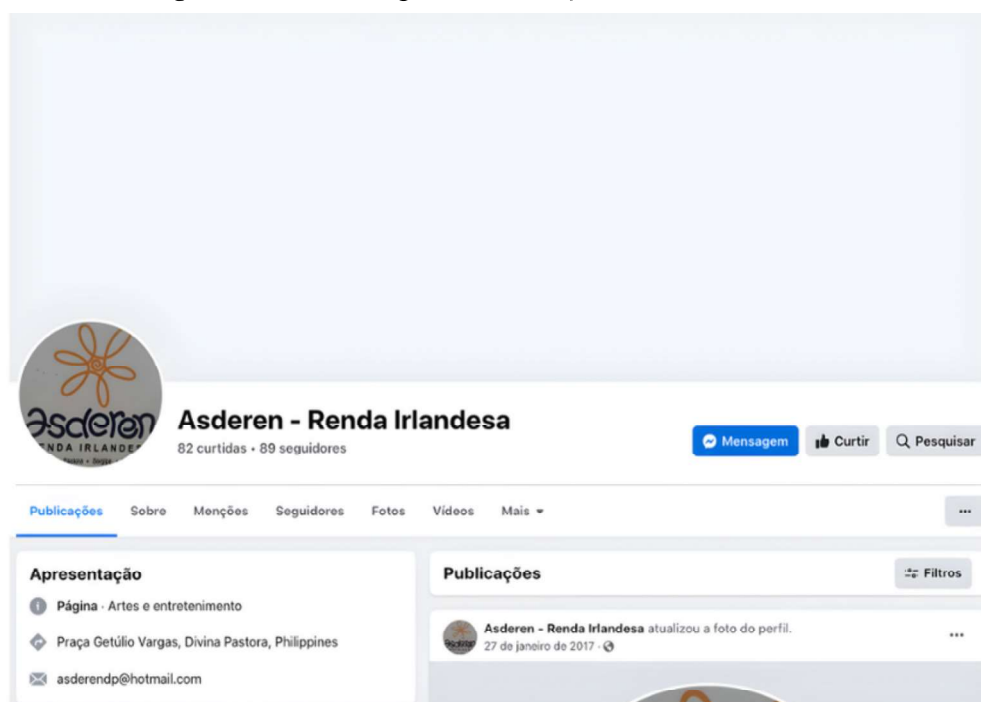 asderen
NDA IRLANDE
Asderen - Renda Irlandesa
82 curtidas • 89 seguidores
Mensagem
Curtir
Pesquisar
Publicações Sobre Menções Seguidores Fotos Vídeos Mais
...
Apresentação
Página · Artes e entretenimento
Praça Getúlio Vargas, Divina Pastora, Philippines
asderendp@hotmail.com
Publicações
Filtros
Asderen - Renda Irlandesa atualizou a foto do perfil.
27 de janeiro de 2017 ·
...